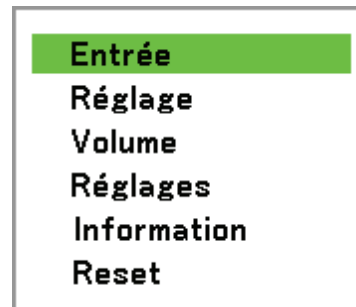 Entrée
Réglage
Volume
Réglages
Information
Reset